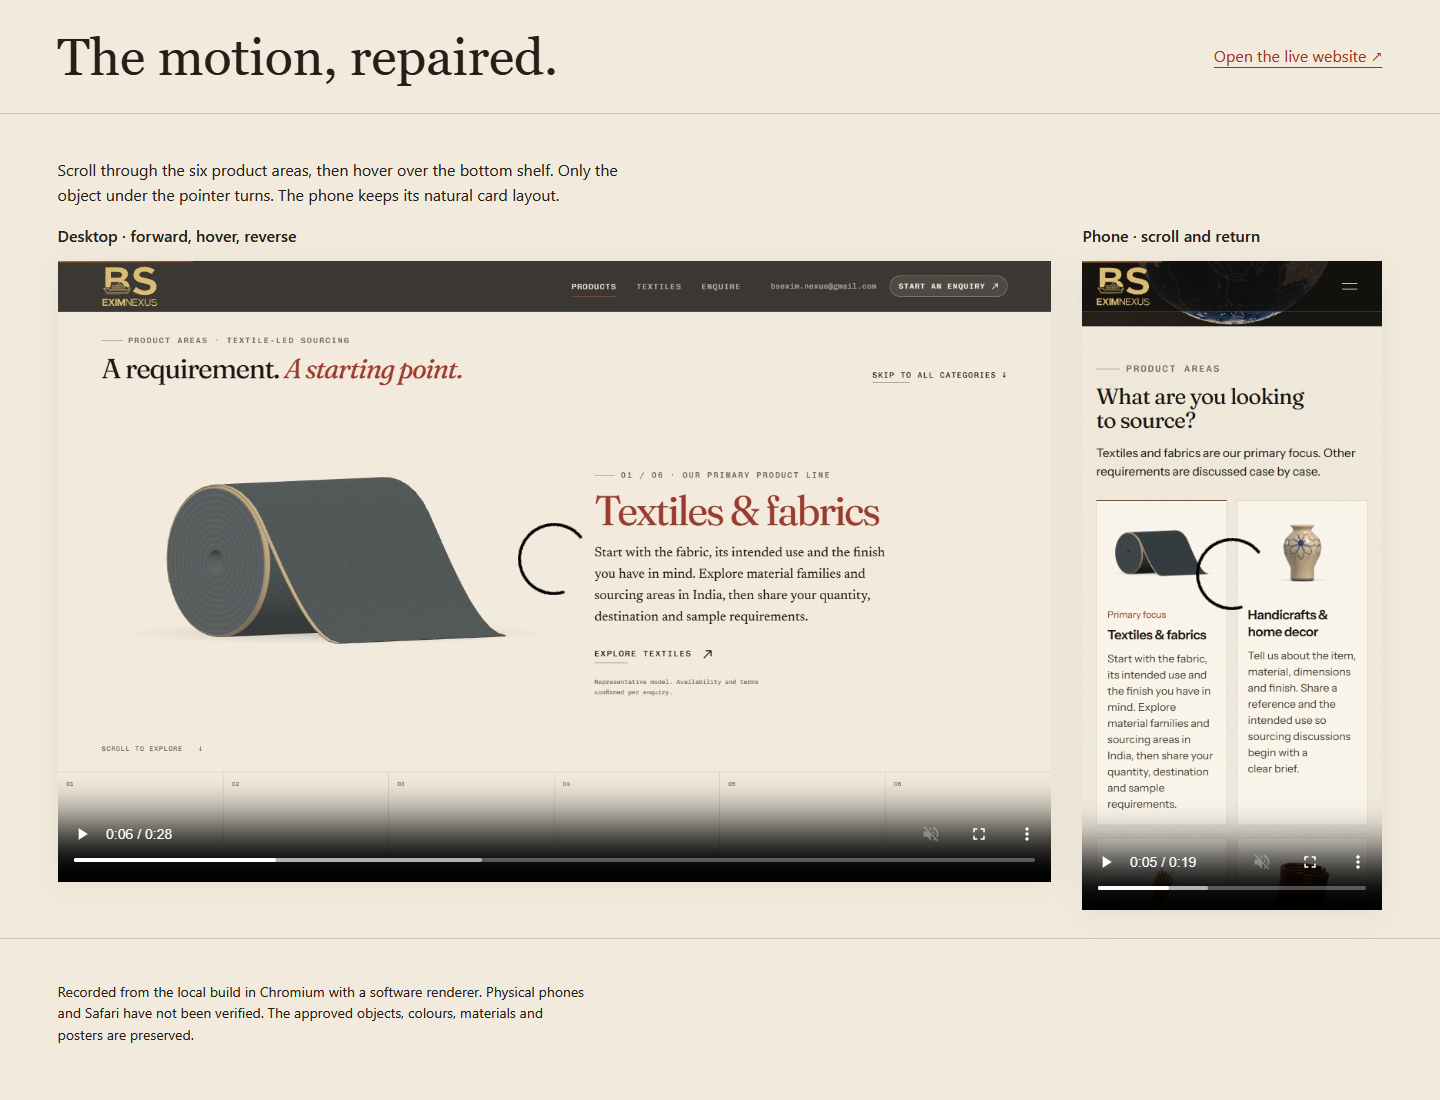 The motion, repaired.
Open the live website ↗
Scroll through the six product areas, then hover over the bottom shelf. Only the
object under the pointer turns. The phone keeps its natural card layout.
Desktop · forward, hover, reverse
BS
EXIMNEXUS
PRODUCTS
TEXTILES
ENQUIRE
bsexim.nexus@gmail.com
START AN ENQUIRY ↗
PRODUCT AREAS · TEXTILE-LED SOURCING
A requirement. A starting point.
SKIP TO ALL CATEGORIES ↓
01 / 06 · OUR PRIMARY PRODUCT LINE
Textiles & fabrics
Start with the fabric, its intended use and the finish
you have in mind. Explore material families and
sourcing areas in India, then share your quantity,
destination and sample requirements.
EXPLORE TEXTILES ↗
Representative model. Availability and terms
confirmed per enquiry.
SCROLL TO EXPLORE ↓
01
02
03
04
05
06
0:06 / 0:28
Phone · scroll and return
BS
EXIMNEXUS
PRODUCT AREAS
What are you looking
to source?
Textiles and fabrics are our primary focus. Other
requirements are discussed case by case.
Primary focus
Textiles & fabrics
Start with the fabric,
its intended use and
the finish you have in
mind. Explore
material families and
sourcing areas in
India, then share your
quantity, destination
and sample
requirements.
Handicrafts &
home decor
Tell us about the item,
material, dimensions
and finish. Share a
reference and the
intended use so
sourcing discussions
begin with a
clear brief.
0:05 / 0:19
Recorded from the local build in Chromium with a software renderer. Physical phones
and Safari have not been verified. The approved objects, colours, materials and
posters are preserved.